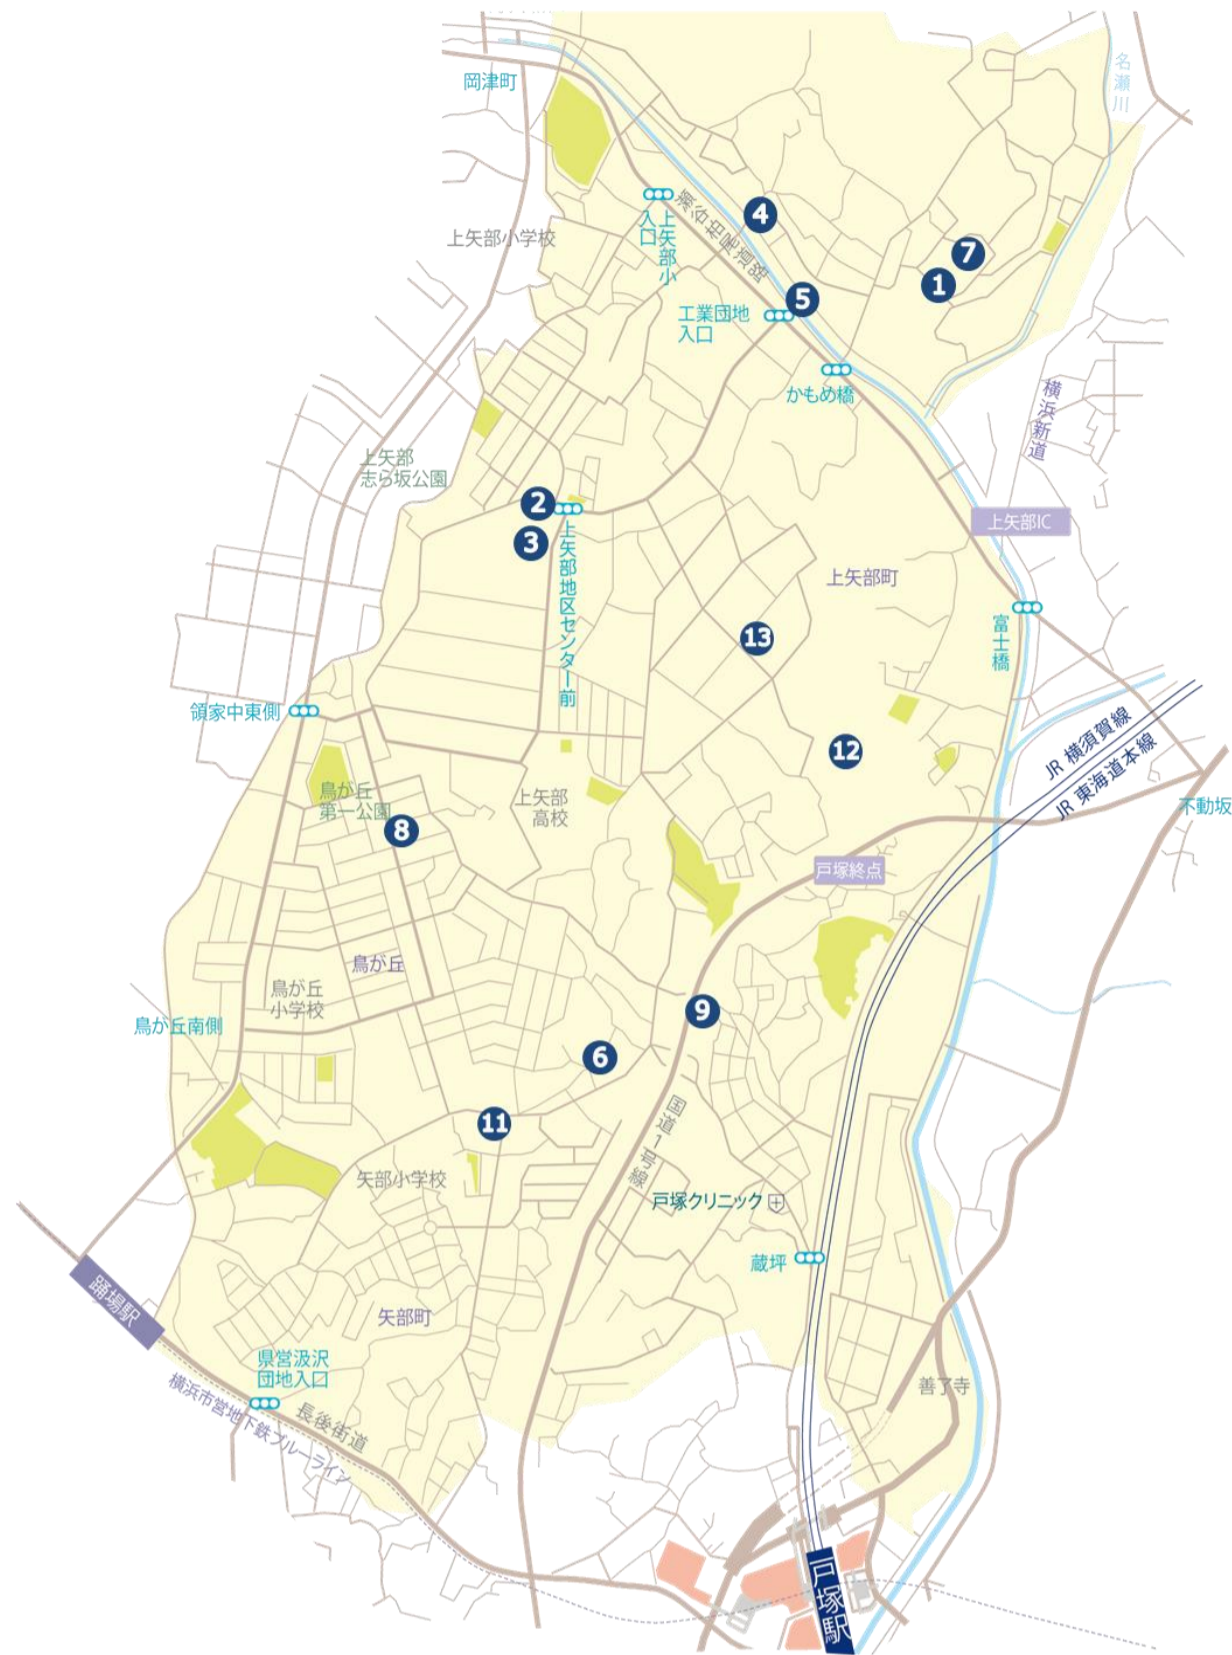 岡津町
名瀬川
上矢部小
入口
瀬谷柏尾道路
4
上矢部小学校
7
1
5
工業団地
入口
かもめ橋
横浜新道
上矢部
志ら坂公園
2
3
上矢部地区センター前
上矢部IC
上矢部町
富士橋
13
領家中東側
12
JR 横須賀線
JR 東海道本線
鳥が丘
第一公園
8
上矢部
高校
不動坂
戸塚終点
鳥が丘
鳥が丘
小学校
鳥が丘南側
9
6
11
国道1号線
矢部小学校
戸塚クリニック
蔵坪
踊場駅
矢部町
県営汲沢
団地入口
横浜市営地下鉄ブルーライン
長後街道
善了寺
戸塚駅